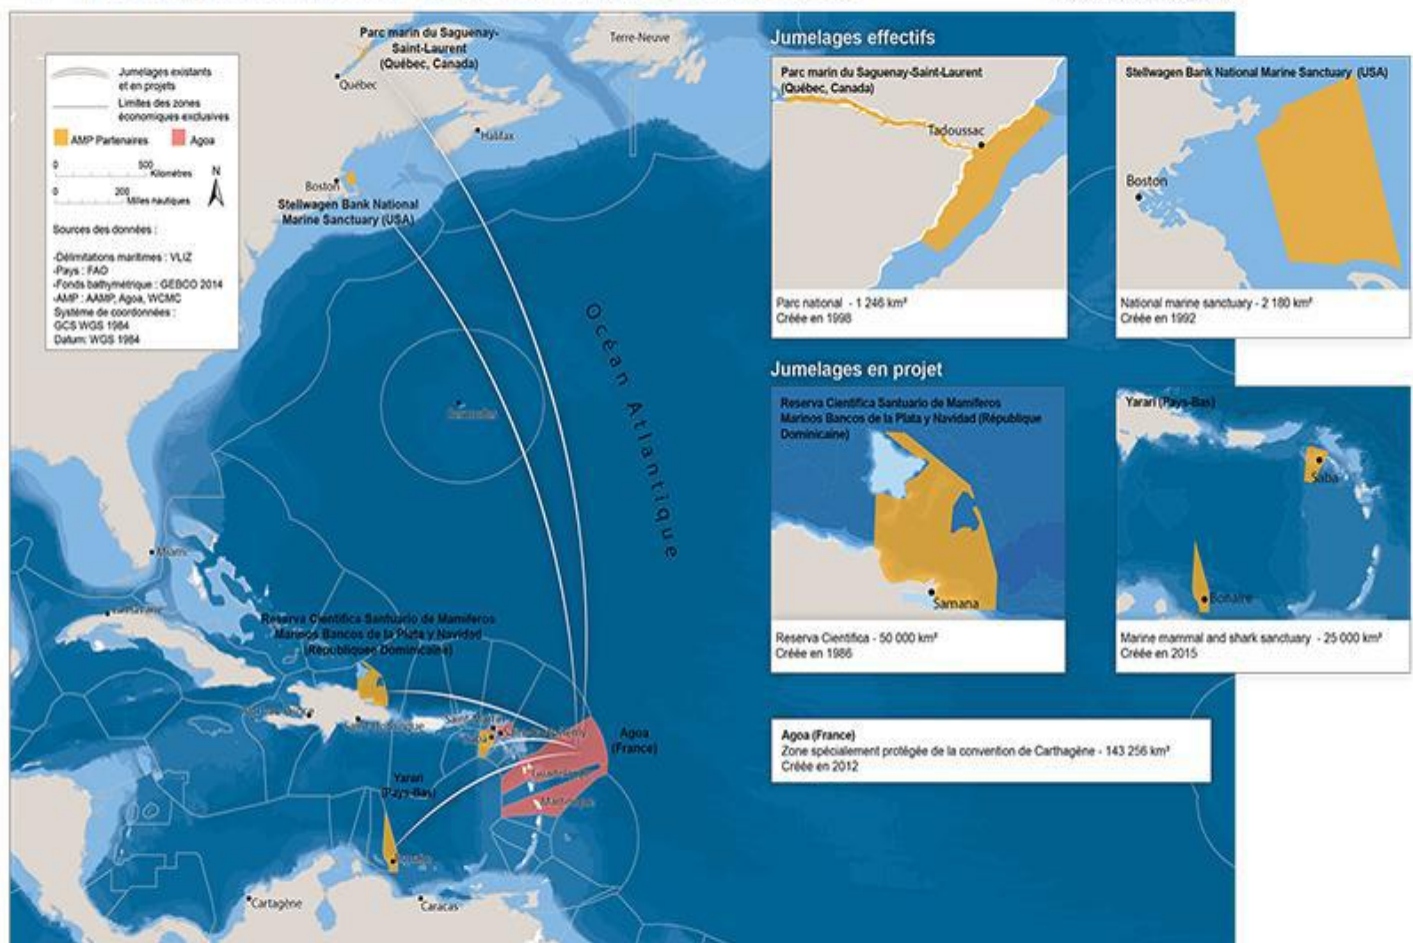 Parc marin du Saguenay-
Saint-Laurent
(Québec, Canada)
Terre-Neuve
Québec
Halifax
Boston
Stellwagen Bank National
Marine Sanctuary (USA)
Jumelages existants
et en projets
Limites des zones
économiques exclusives
AMP Partenaires
Agoa
0 500
Kilomètres
N
0 200
Milles nautiques
Sources des données :
-Délimitations maritimes : VLIZ
-Pays : FAO
-Fonds bathymétrique : GEBCO 2014
-AMP : AAMP, Agoa, WCMC
Système de coordonnées :
GCS WGS 1984
Datum: WGS 1984
Océan Atlantique
Bermudes
Miami
Reserva Cientifica Santuario de Mamiferos
Marinos Bancos de la Plata y Navidad
(Républiquee Dominicaine)
Agoa
(France)
Guadeloupe
Martinique
Yarari
(Pays-Bas)
Bonaire
Cartagène
Caracas
Jumelages effectifs
Parc marin du Saguenay-Saint-Laurent
(Québec, Canada)
Tadoussac
Parc national - 1 246 km²
Créée en 1998
Stellwagen Bank National Marine Sanctuary (USA)
Boston
National marine sanctuary - 2 180 km²
Créée en 1992
Jumelages en projet
Reserva Cientifica Santuario de Mamiferos
Marinos Bancos de la Plata y Navidad (République
Dominicaine)
Samana
Reserva Cientifica - 50 000 km²
Créée en 1986
Yarari (Pays-Bas)
Saba
Bonaire
Marine mammal and shark sanctuary - 25 000 km²
Créée en 2015
Agoa (France)
Zone spécialement protégée de la convention de Carthagène - 143 256 km²
Créée en 2012